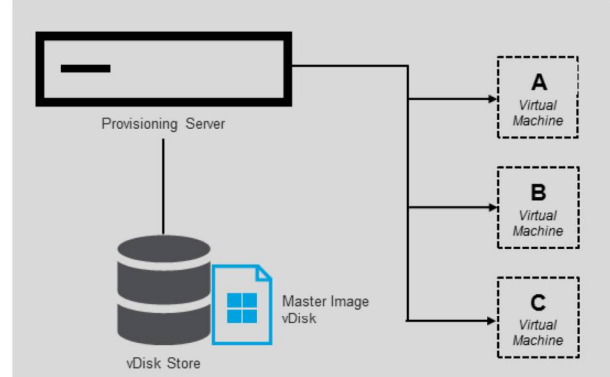 Provisioning Server
A
Virtual
Machine
B
Virtual
Machine
C
Virtual
Machine
Master Image
vDisk
vDisk Store